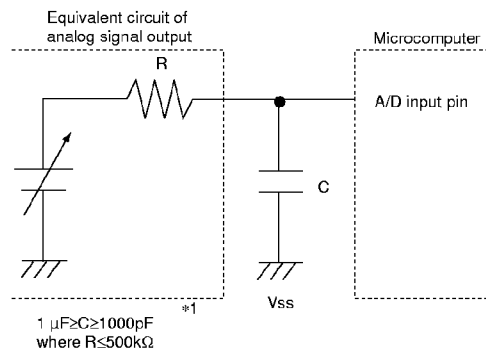 Equivalent circuit of
analog signal output
Microcomputer
R
A/D input pin
C
Vss
*1
1 µF≥C≥1000pF
where R≤500kΩ